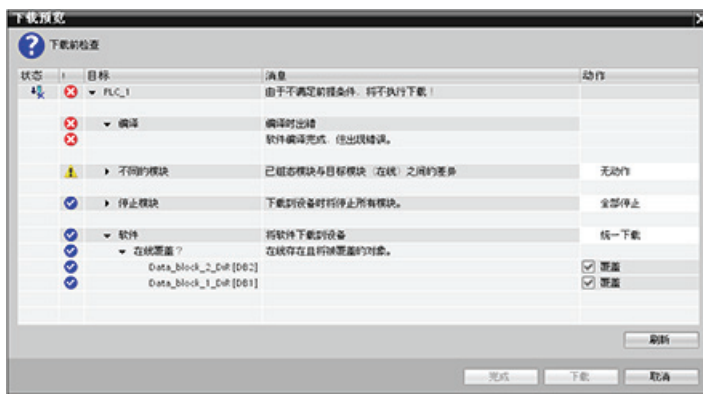 下载预览
下载前检查
状态 ! 目标 消息 动作
PLC_1 由于不满足前提条件，将不执行下载！
编译 编译时出错
软件编译完成，但出现错误。
不同的模块 已组态模块与目标模块（在线）之间的差异 无动作
停止模块 下载到设备时将停止所有模块。 全部停止
软件 将软件下载到设备 统一下载
在线覆盖？ 在线存在且将被覆盖的对象。
Data_block_2_Dst [DB2] 覆盖
Data_block_1_Dst [DB1] 覆盖
刷新
完成 下载 取消